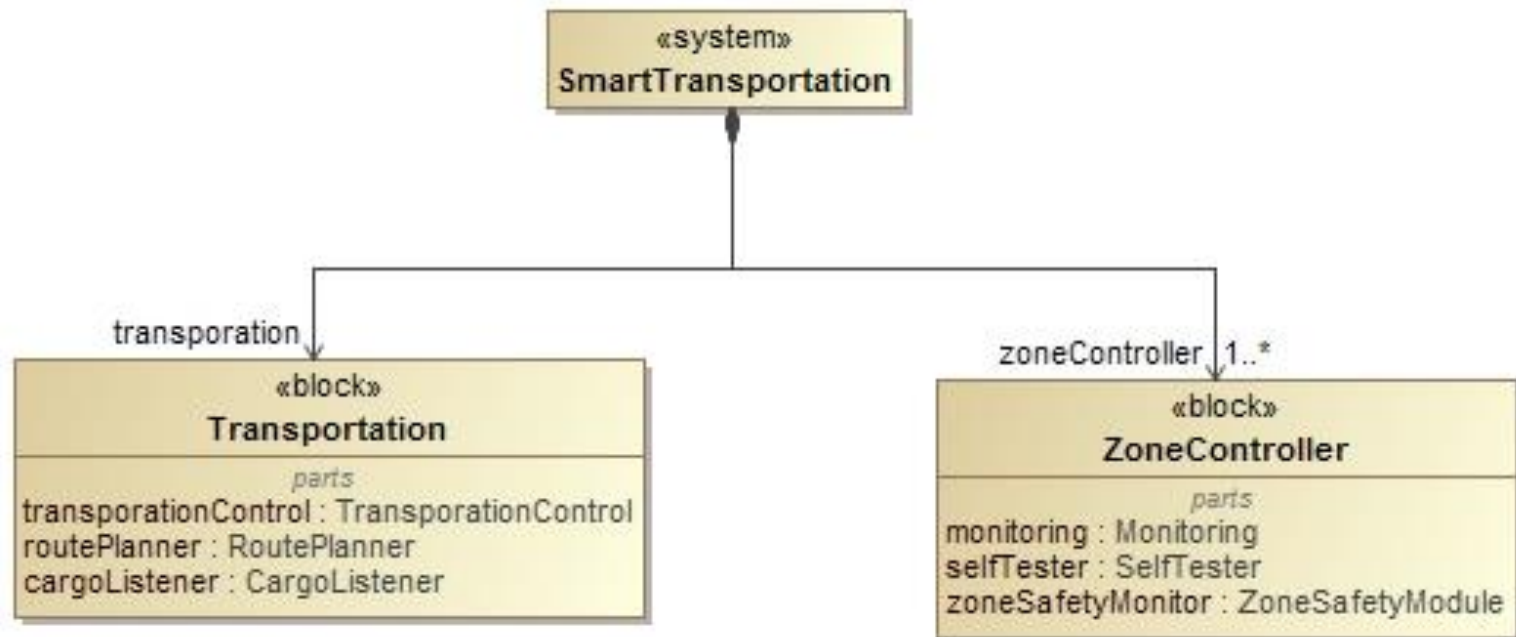 «system»
SmartTransportation
transporation
zoneController 1..*
«block»
Transportation
parts
transporationControl : TransporationControl
routePlanner : RoutePlanner
cargoListener : CargoListener
«block»
ZoneController
parts
monitoring : Monitoring
selfTester : SelfTester
zoneSafetyMonitor : ZoneSafetyModule